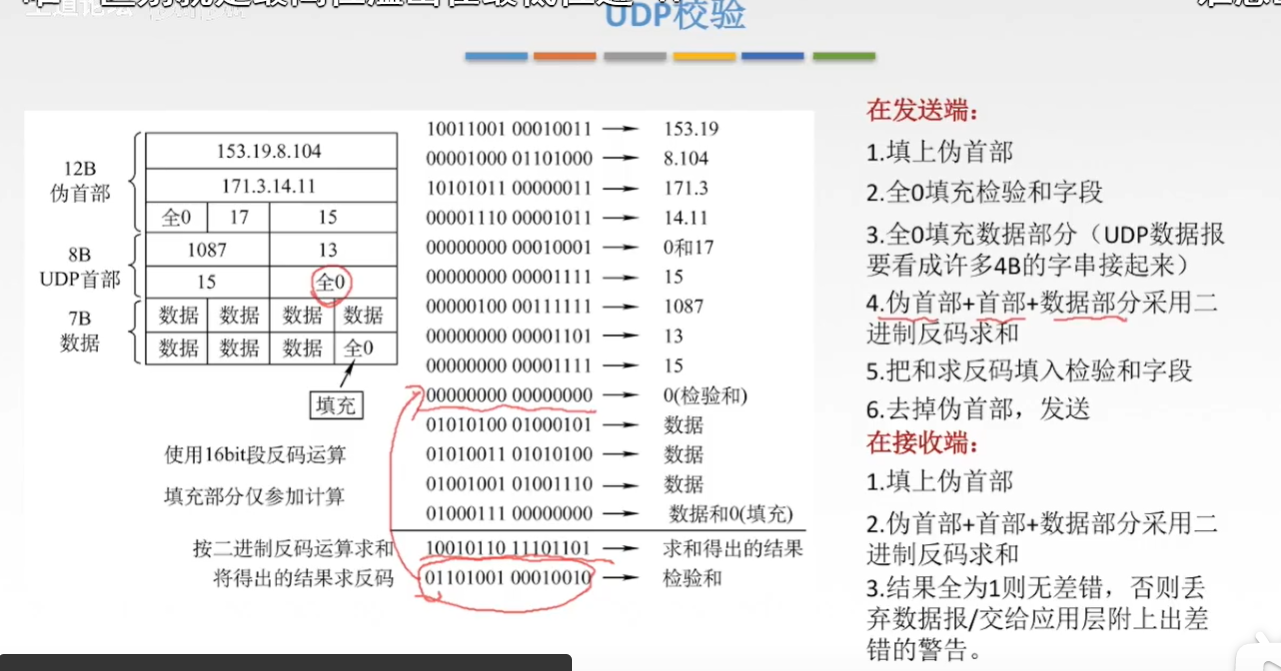 UDP校验
12B
伪首部
8B
UDP首部
7B
数据
153.19.8.104
171.3.14.11
全0 17 15
1087 13
15 全0
数据 数据 数据 数据
数据 数据 数据 全0
填充
使用16bit段反码运算
填充部分仅参加计算
10011001 00010011 → 153.19
00001000 01101000 → 8.104
10101011 00000011 → 171.3
00001110 00001011 → 14.11
00000000 00010001 → 0和17
00000000 00001111 → 15
00000100 00111111 → 1087
00000000 00001101 → 13
00000000 00001111 → 15
00000000 00000000 → 0(检验和)
01010100 01000101 → 数据
01010011 01010100 → 数据
01001001 01001110 → 数据
01000111 00000000 → 数据和0(填充)
按二进制反码运算求和 10010110 11101101 → 求和得出的结果
将得出的结果求反码 01101001 00010010 → 检验和
在发送端：
1.填上伪首部
2.全0填充检验和字段
3.全0填充数据部分（UDP数据报
要看成许多4B的字串接起来）
4.伪首部+首部+数据部分采用二
进制反码求和
5.把和求反码填入检验和字段
6.去掉伪首部，发送
在接收端：
1.填上伪首部
2.伪首部+首部+数据部分采用二
进制反码求和
3.结果全为1则无差错，否则丢
弃数据报/交给应用层附上出差
错的警告。